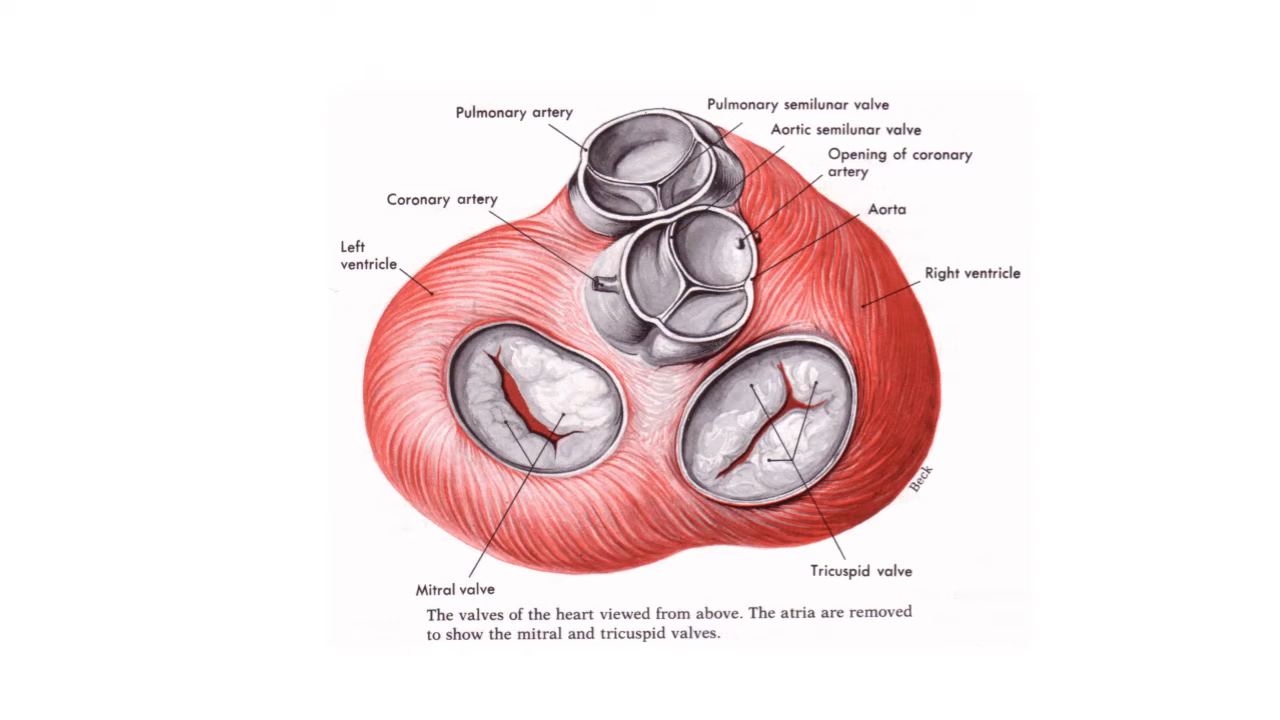 Pulmonary artery
Pulmonary semilunar valve
Aortic semilunar valve
Opening of coronary
artery
Coronary artery
Aorta
Left
ventricle
Right ventricle
Beck
Tricuspid valve
Mitral valve
The valves of the heart viewed from above. The atria are removed
to show the mitral and tricuspid valves.